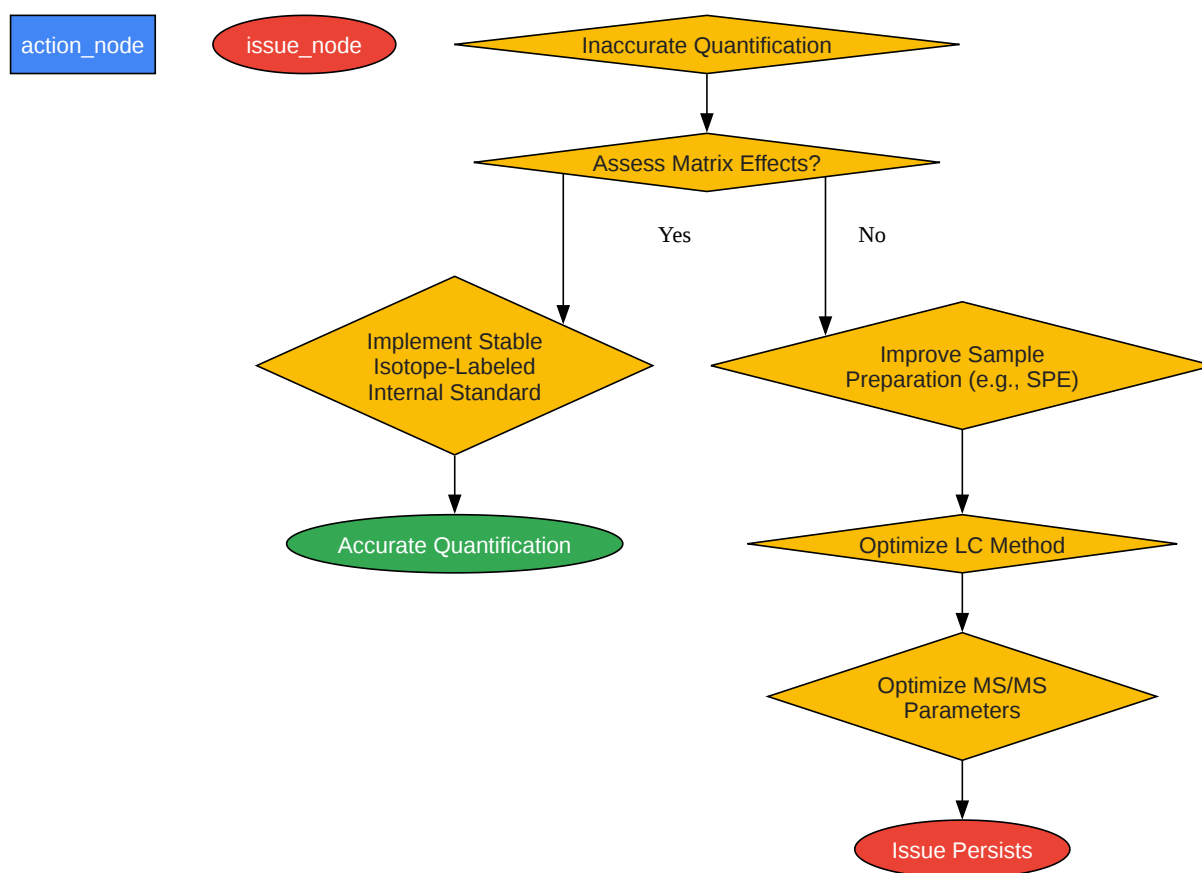 action_node
issue_node
Inaccurate Quantification
Assess Matrix Effects?
Yes
No
Implement Stable
Isotope-Labeled
Internal Standard
Improve Sample
Preparation (e.g., SPE)
Accurate Quantification
Optimize LC Method
Optimize MS/MS
Parameters
Issue Persists